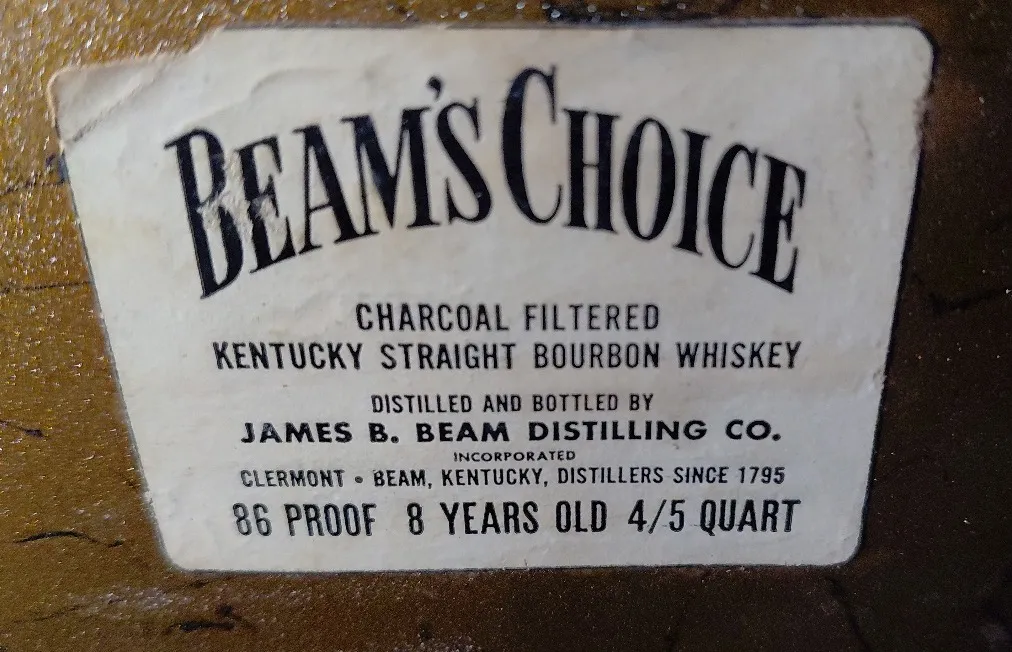 BEAM'S CHOICE
CHARCOAL FILTERED
KENTUCKY STRAIGHT BOURBON WHISKEY
DISTILLED AND BOTTLED BY
JAMES B. BEAM DISTILLING CO.
INCORPORATED
CLERMONT • BEAM, KENTUCKY, DISTILLERS SINCE 1795
86 PROOF 8 YEARS OLD 4/5 QUART